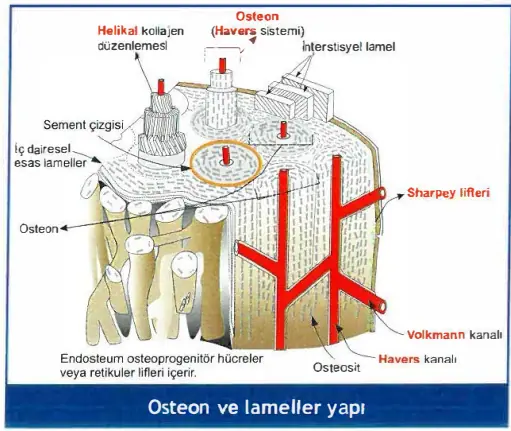 Osteon
(Havers sistemi)
Helikal kollajen
düzenlemesi
interstisyel lamel
Sement çizgisi
İç dairesel
esas lameller
Osteon
Sharpey lifleri
Volkmann kanalı
Havers kanalı
Osteosit
Endosteum osteoprogenitör hücreler
veya retikuler lifleri içerir.
Osteon ve lameller yapı